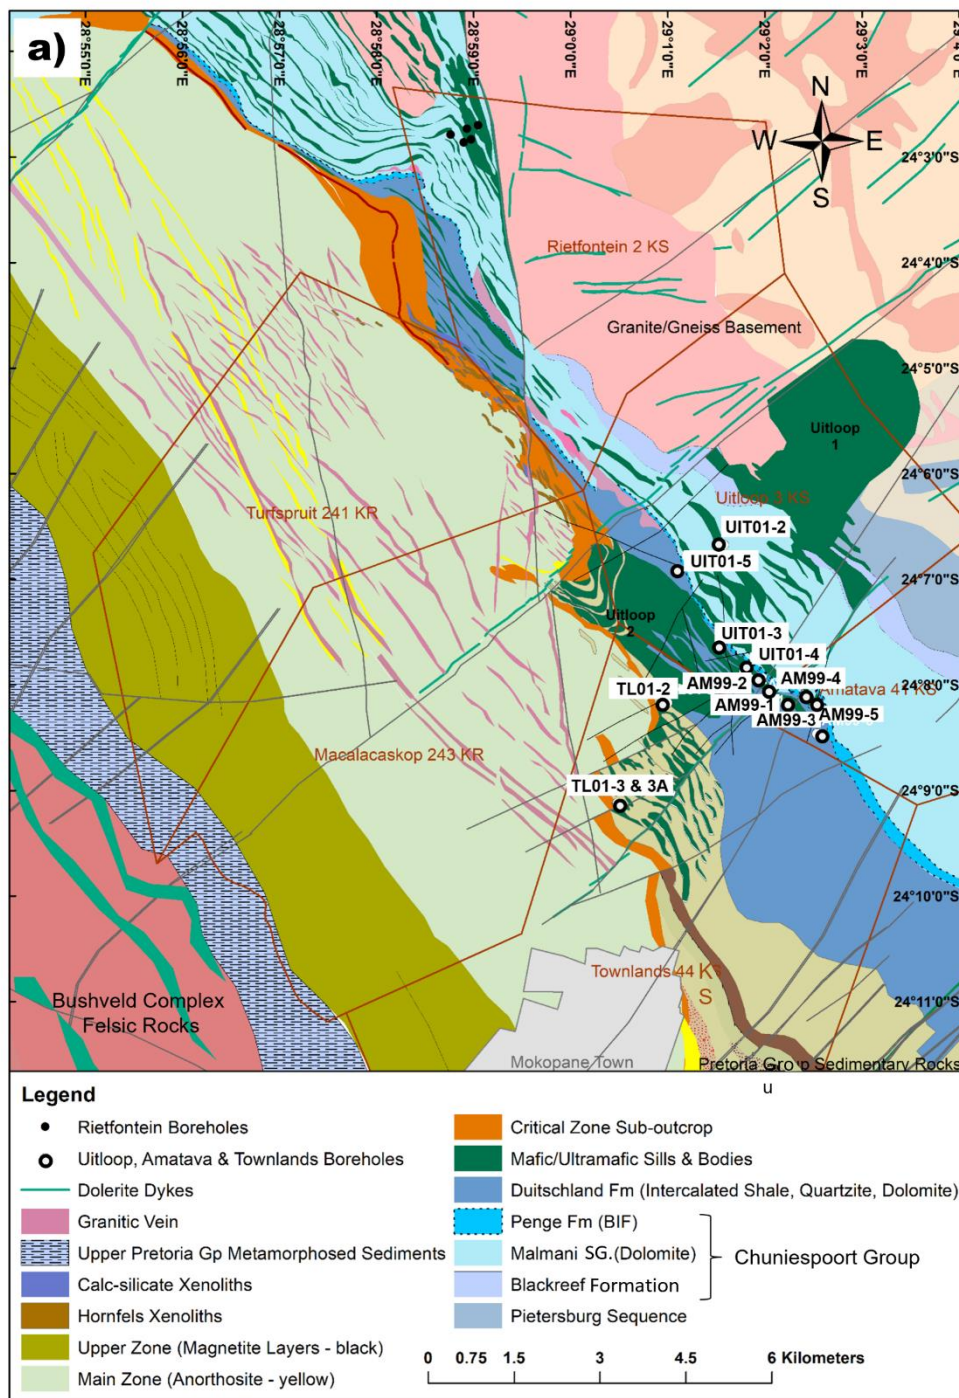 a)
28°55'0"E
28°56'0"E
28°57'0"E
28°58'0"E
28°59'0"E
29°0'0"E
29°1'0"E
29°2'0"E
29°3'0"E
N
W E
S
24°3'0"S
24°4'0"S
24°5'0"S
24°6'0"S
24°7'0"S
24°8'0"S
24°9'0"S
24°10'0"S
24°11'0"S
Rietfontein 2 KS
Granite/Gneiss Basement
Uitloop
1
Uitloop 3 KS
Turfspruit 241 KR
UIT01-2
UIT01-5
Uitloop
2
UIT01-3
UIT01-4
TL01-2
AM99-2
AM99-4
Amatava 41 KS
AM99-1
AM99-3
AM99-5
Macalacaskop 243 KR
TL01-3 & 3A
Townlands 44 K
S
Bushveld Complex
Felsic Rocks
Mokopane Town
Pretoria Gro p Sedimentary Rocks
u
Legend
Rietfontein Boreholes
Uitloop, Amatava & Townlands Boreholes
Dolerite Dykes
Granitic Vein
Upper Pretoria Gp Metamorphosed Sediments
Calc-silicate Xenoliths
Hornfels Xenoliths
Upper Zone (Magnetite Layers - black)
Main Zone (Anorthosite - yellow)
Critical Zone Sub-outcrop
Mafic/Ultramafic Sills & Bodies
Duitschland Fm (Intercalated Shale, Quartzite, Dolomite)
Penge Fm (BIF)
Malmani SG.(Dolomite)
Blackreef Formation
Chuniespoort Group
Pietersburg Sequence
0 0.75 1.5 3 4.5 6 Kilometers